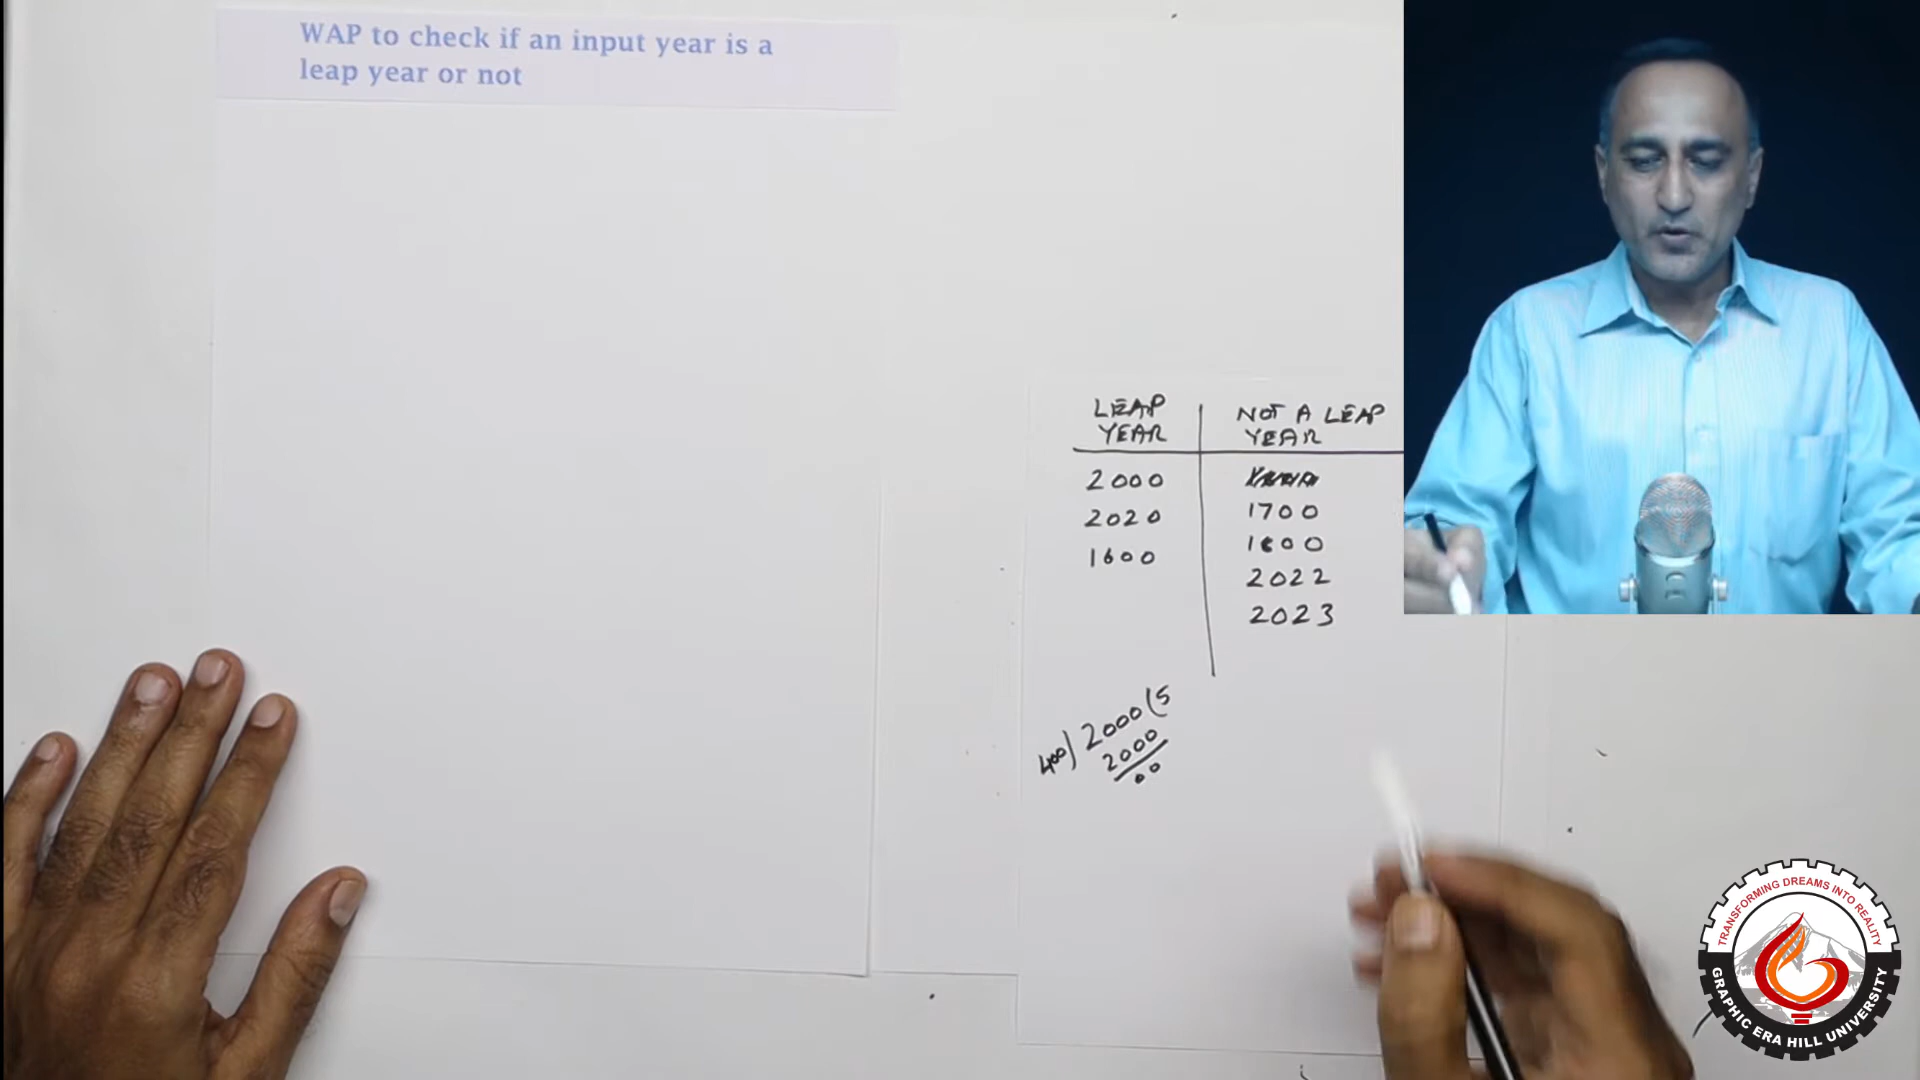 WAP to check if an input year is a
leap year or not
LEAP
YEAR
NOT A LEAP
YEAR
2000
2020
1600
1700
2022
2023
400) 2000 (5
2000
00
TRANSFORMING DREAMS INTO REALITY
GRAPHIC ERA HILL UNIVERSITY